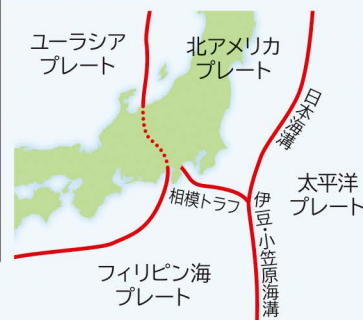 ユーラシア
プレート
北アメリカ
プレート
日本海溝
太平洋
プレート
相模トラフ
伊豆・小笠原海溝
フィリピン海
プレート